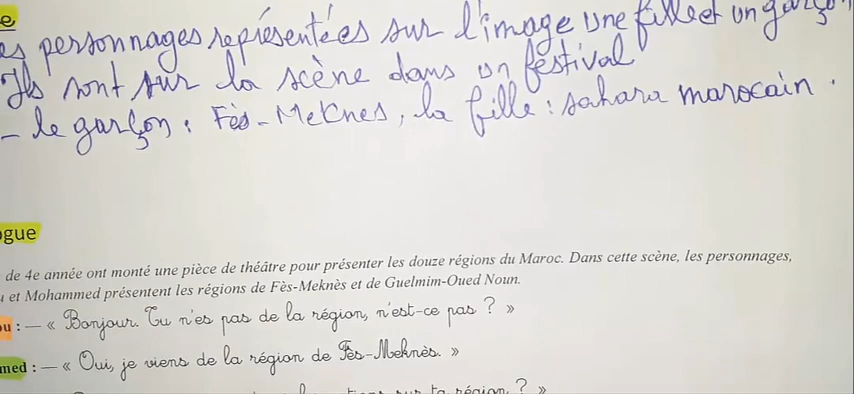 e
es personnages représentées sur l'image une fille et un garçon
Ils sont sur la scène dans un festival
- le garçon : Fès-Meknes, la fille : sahara marocain.
ogue
de 4e année ont monté une pièce de théâtre pour présenter les douze régions du Maroc. Dans cette scène, les personnages,
u et Mohammed présentent les régions de Fès-Meknès et de Guelmim-Oued Noun.
ou : — « Bonjour. Tu n'es pas de la région, n'est-ce pas ? »
med : — « Oui, je viens de la région de Fès-Meknès. »
sur ta région ? »